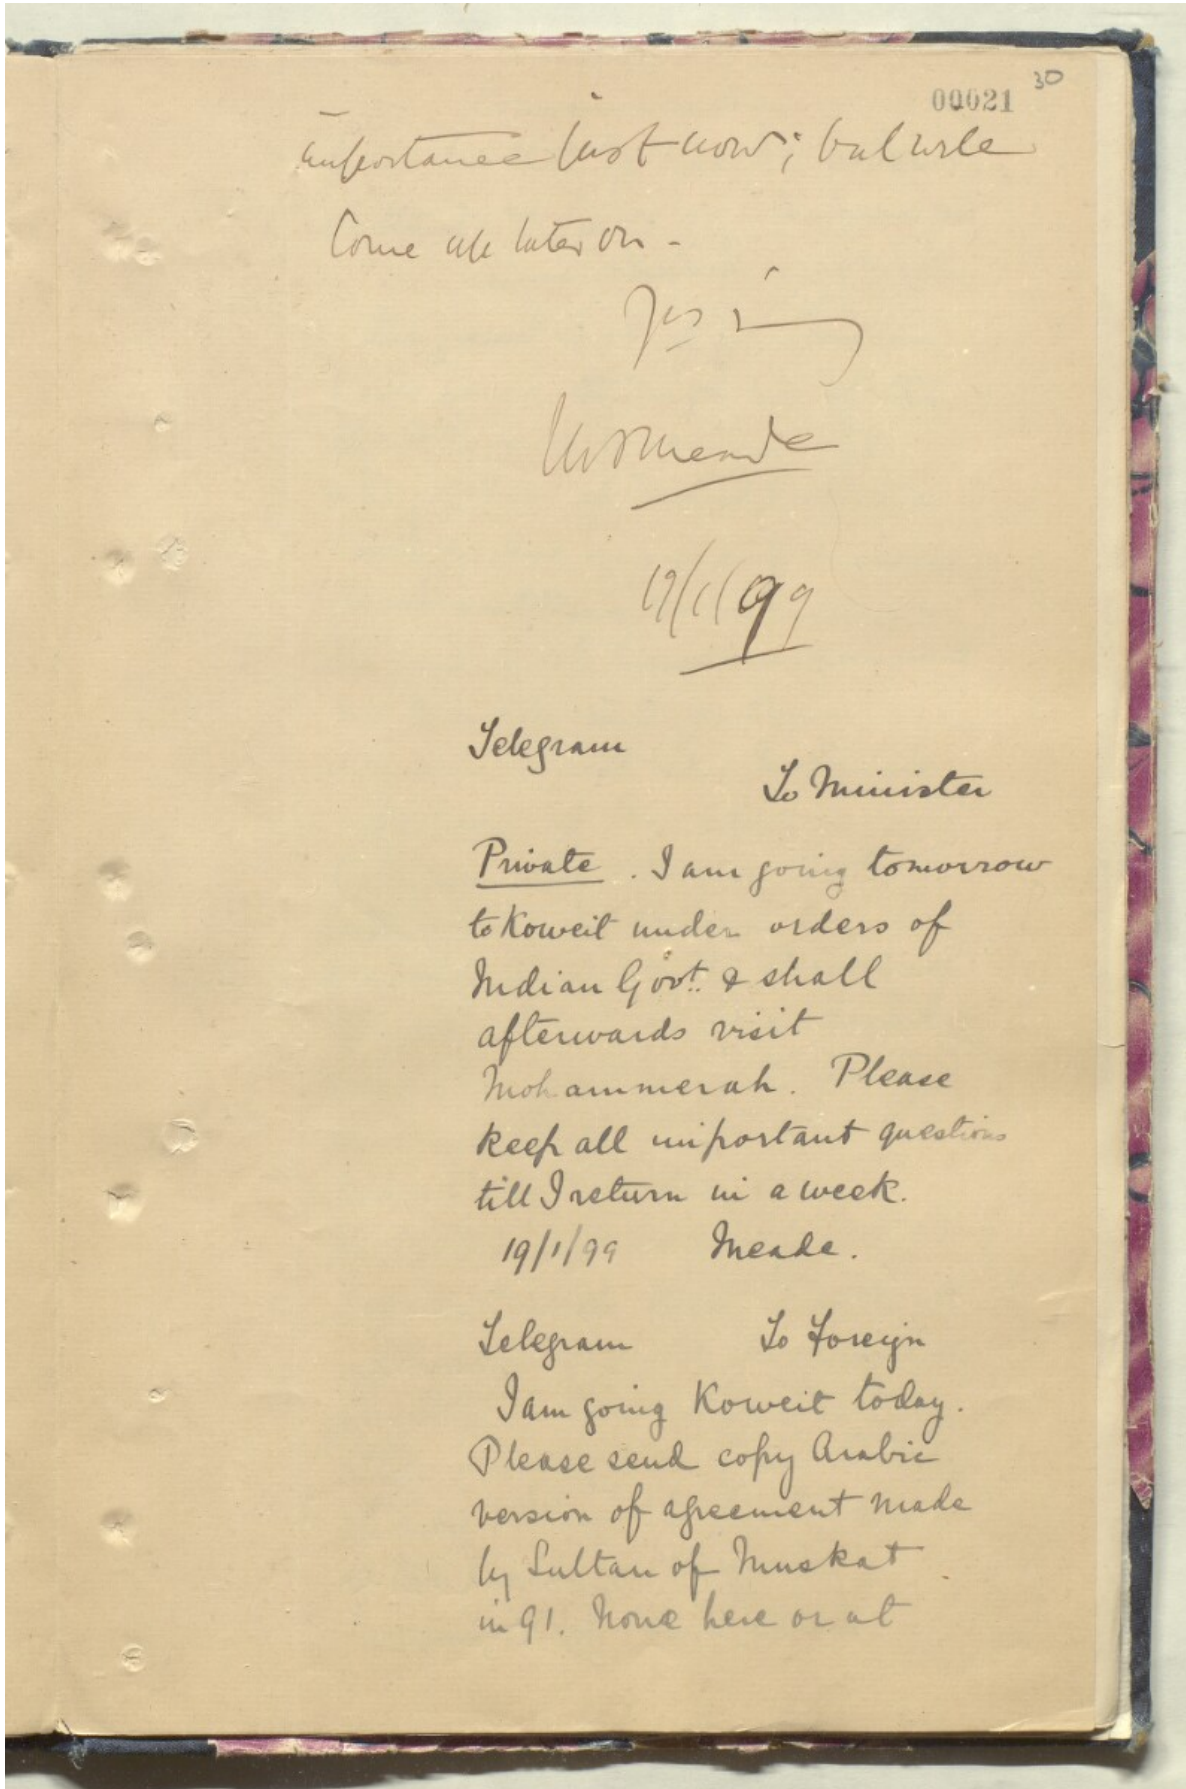 30
00021
importance just now; but will
Come up later on -
Meade
19/1/99
Telegram
To Minister
Private. I am going tomorrow
to Koweit under orders of
Indian Govt. & shall
afterwards visit
Mohammerah. Please
keep all important questions
till I return in a week.
19/1/99 Meade.
Telegram To Foreign
I am going Koweit today.
Please send copy Arabic
version of agreement made
by Sultan of Muskat
in 91. None here or at